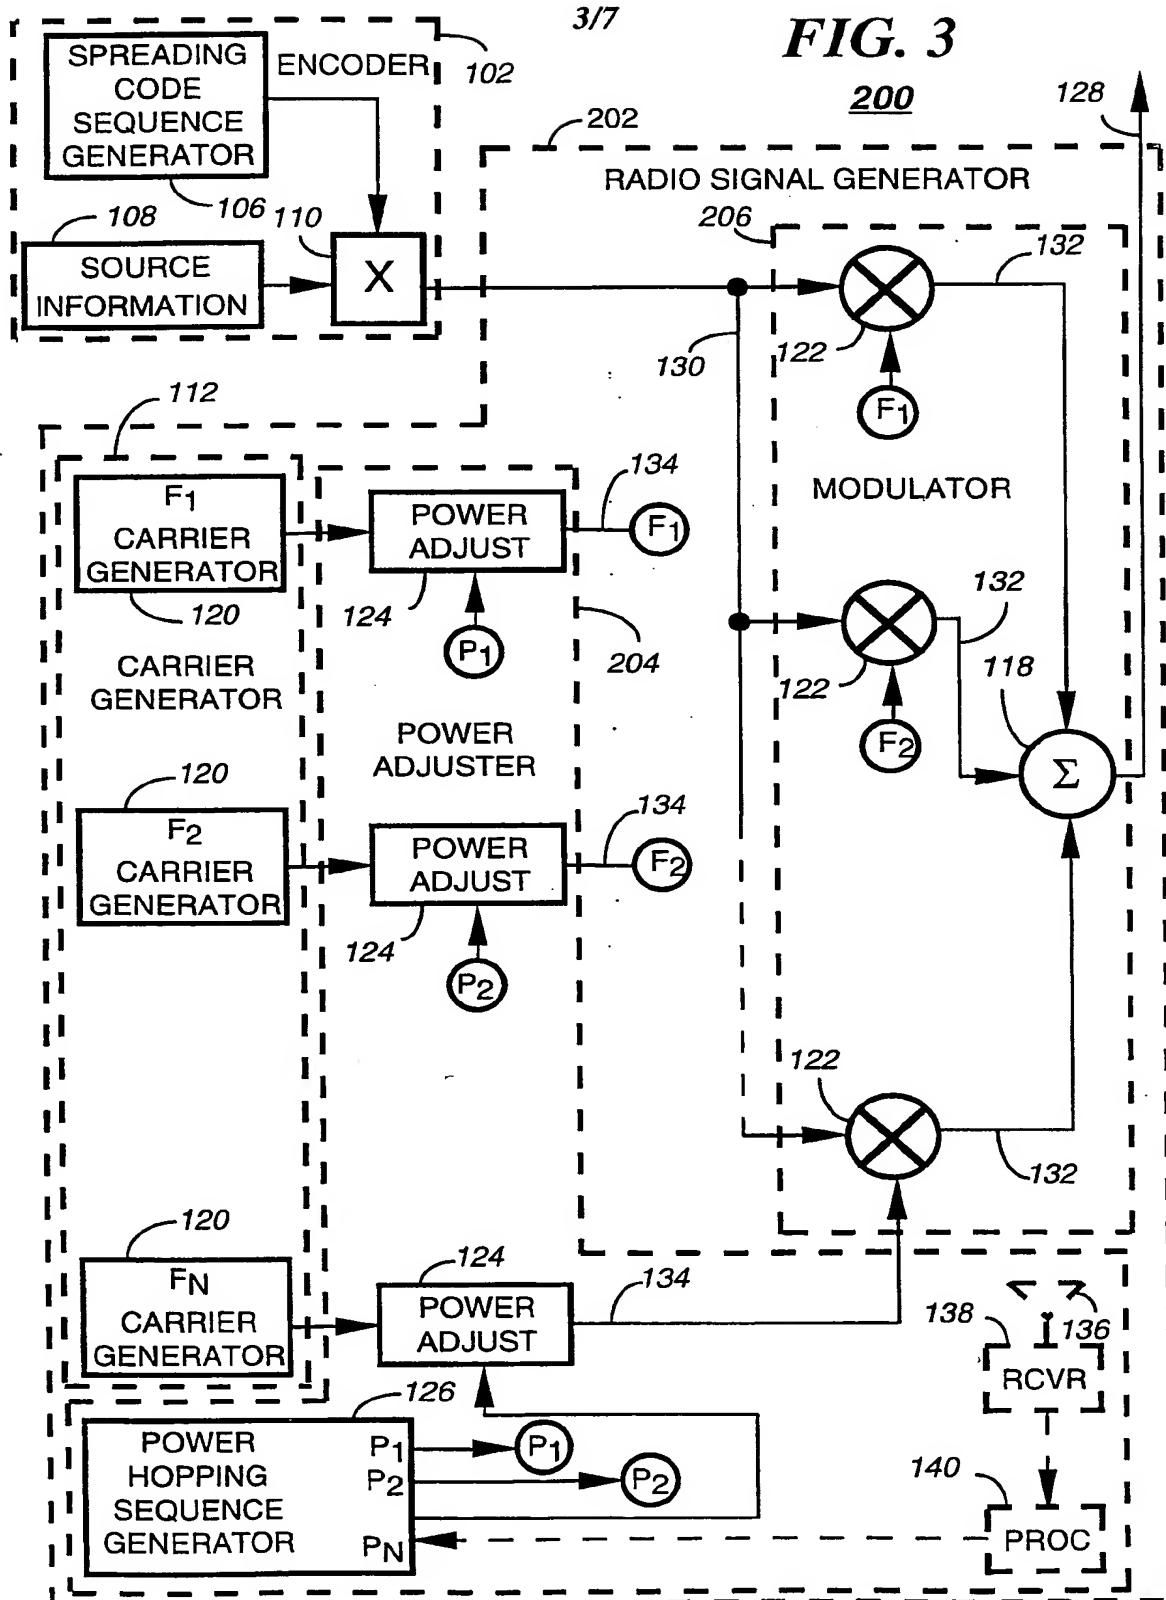 3/7
FIG. 3
200
SPREADING
CODE
SEQUENCE
GENERATOR
ENCODER
102
106
108
110
SOURCE
INFORMATION
X
202
128
RADIO SIGNAL GENERATOR
206
132
122
130
F1
MODULATOR
112
F1
CARRIER
GENERATOR
120
CARRIER
GENERATOR
POWER
ADJUST
134
F1
124
P1
204
POWER
ADJUSTER
132
122
118
F2
Σ
120
F2
CARRIER
GENERATOR
POWER
ADJUST
134
F2
124
P2
122
132
120
FN
CARRIER
GENERATOR
124
POWER
ADJUST
134
138
136
RCVR
126
POWER
HOPPING
SEQUENCE
GENERATOR
P1
P2
PN
P1
P2
140
PROC